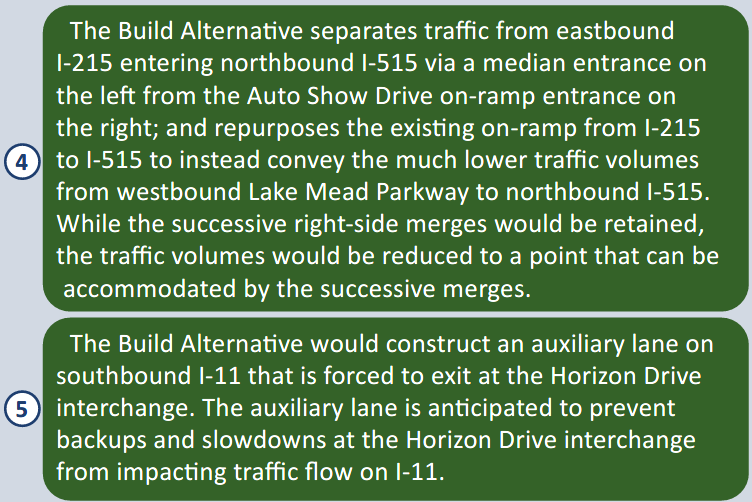 The Build Alternative separates traffic from eastbound
I-215 entering northbound I-515 via a median entrance on
the left from the Auto Show Drive on-ramp entrance on
the right; and repurposes the existing on-ramp from I-215
4
to I-515 to instead convey the much lower traffic volumes
from westbound Lake Mead Parkway to northbound I-515.
While the successive right-side merges would be retained,
the traffic volumes would be reduced to a point that can be
accommodated by the successive merges.
The Build Alternative would construct an auxiliary lane on
southbound I-11 that is forced to exit at the Horizon Drive
5
interchange. The auxiliary lane is anticipated to prevent
backups and slowdowns at the Horizon Drive interchange
from impacting traffic flow on I-11.